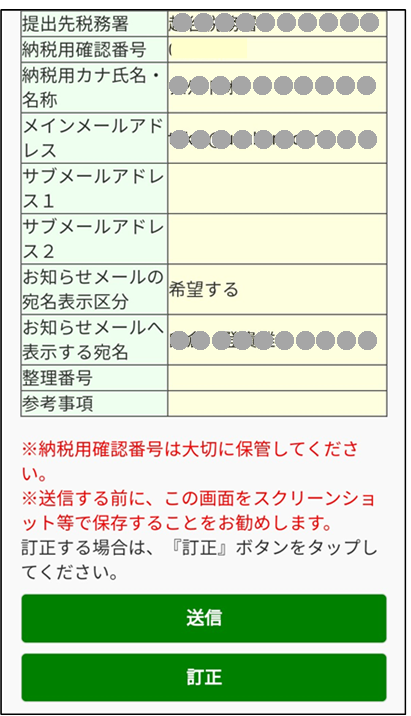 提出先税務署
納税用確認番号
納税用カナ氏名・
名称
メインメールアド
レス
サブメールアドレ
ス１
サブメールアドレ
ス２
お知らせメールの
宛名表示区分
希望する
お知らせメールへ
表示する宛名
整理番号
参考事項
※納税用確認番号は大切に保管してくださ
い。
※送信する前に、この画面をスクリーンショ
ット等で保存することをお勧めします。
訂正する場合は、『訂正』ボタンをタップし
てください。
送信
訂正